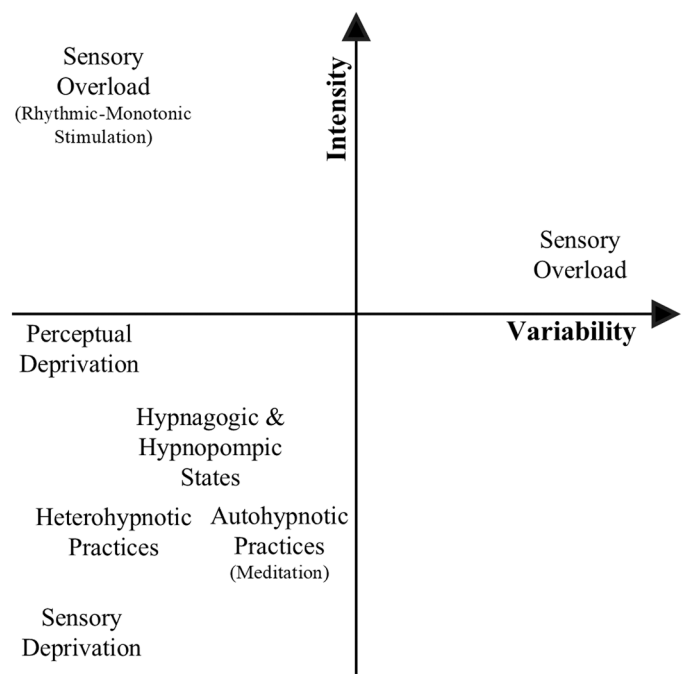 Sensory
Overload
(Rhythmic-Monotonic
Stimulation)
Intensity
Sensory
Overload
Variability
Perceptual
Deprivation
Hypnagogic &
Hypnopompic
States
Heterohypnotic
Practices
Autohypnotic
Practices
(Meditation)
Sensory
Deprivation